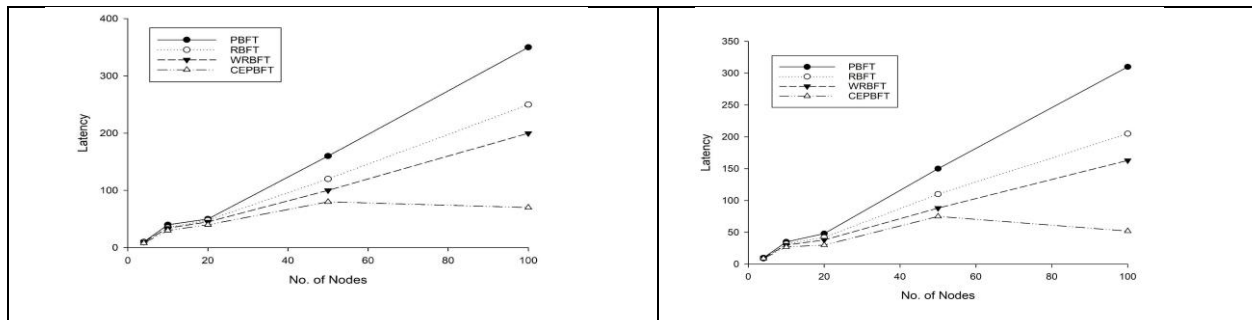 400
300
200
100
0
Latency
PBFT
RBFT
WRBFT
CEPBFT
0 20 40 60 80 100
No. of Nodes
350
300
250
200
150
100
50
0
Latency
PBFT
RBFT
WRBFT
CEPBFT
0 20 40 60 80 100
No. of Nodes